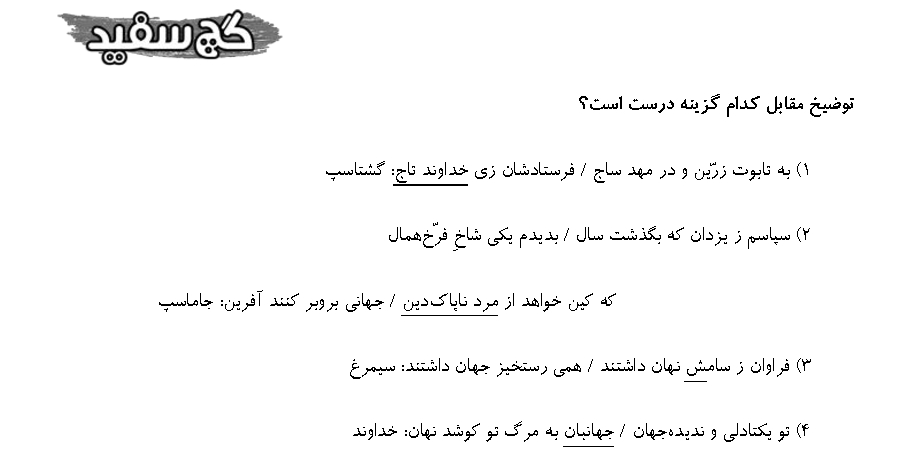 گچ سفید
توضیخ مقابل کدام گزینه درست است؟
۱) به تابوت زرّین و در مهد ساج / فرستادشان زی خداوند تاج: گشتاسپ
۲) سپاسم ز یزدان که بگذشت سال / بدیدم یکی شاخِ فرّخ‌همال
که کین خواهد از مرد ناپاک‌دین / جهانی بروبر کنند آفرین: جاماسپ
۳) فراوان ز سامش نهان داشتند / همی رستخیز جهان داشتند: سیمرغ
۴) تو یکتادلی و ندیده‌جهان / جهانبان به مرگ تو کوشد نهان: خداوند